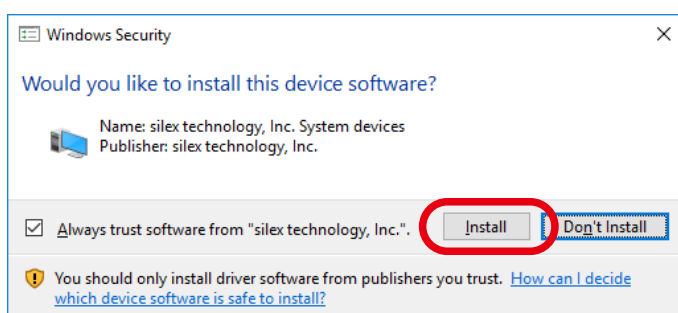 Windows Security
Would you like to install this device software?
Name: silex technology, Inc. System devices
Publisher: silex technology, Inc.
Always trust software from "silex technology, Inc.".
Install
Don't Install
You should only install driver software from publishers you trust. How can I decide
which device software is safe to install?